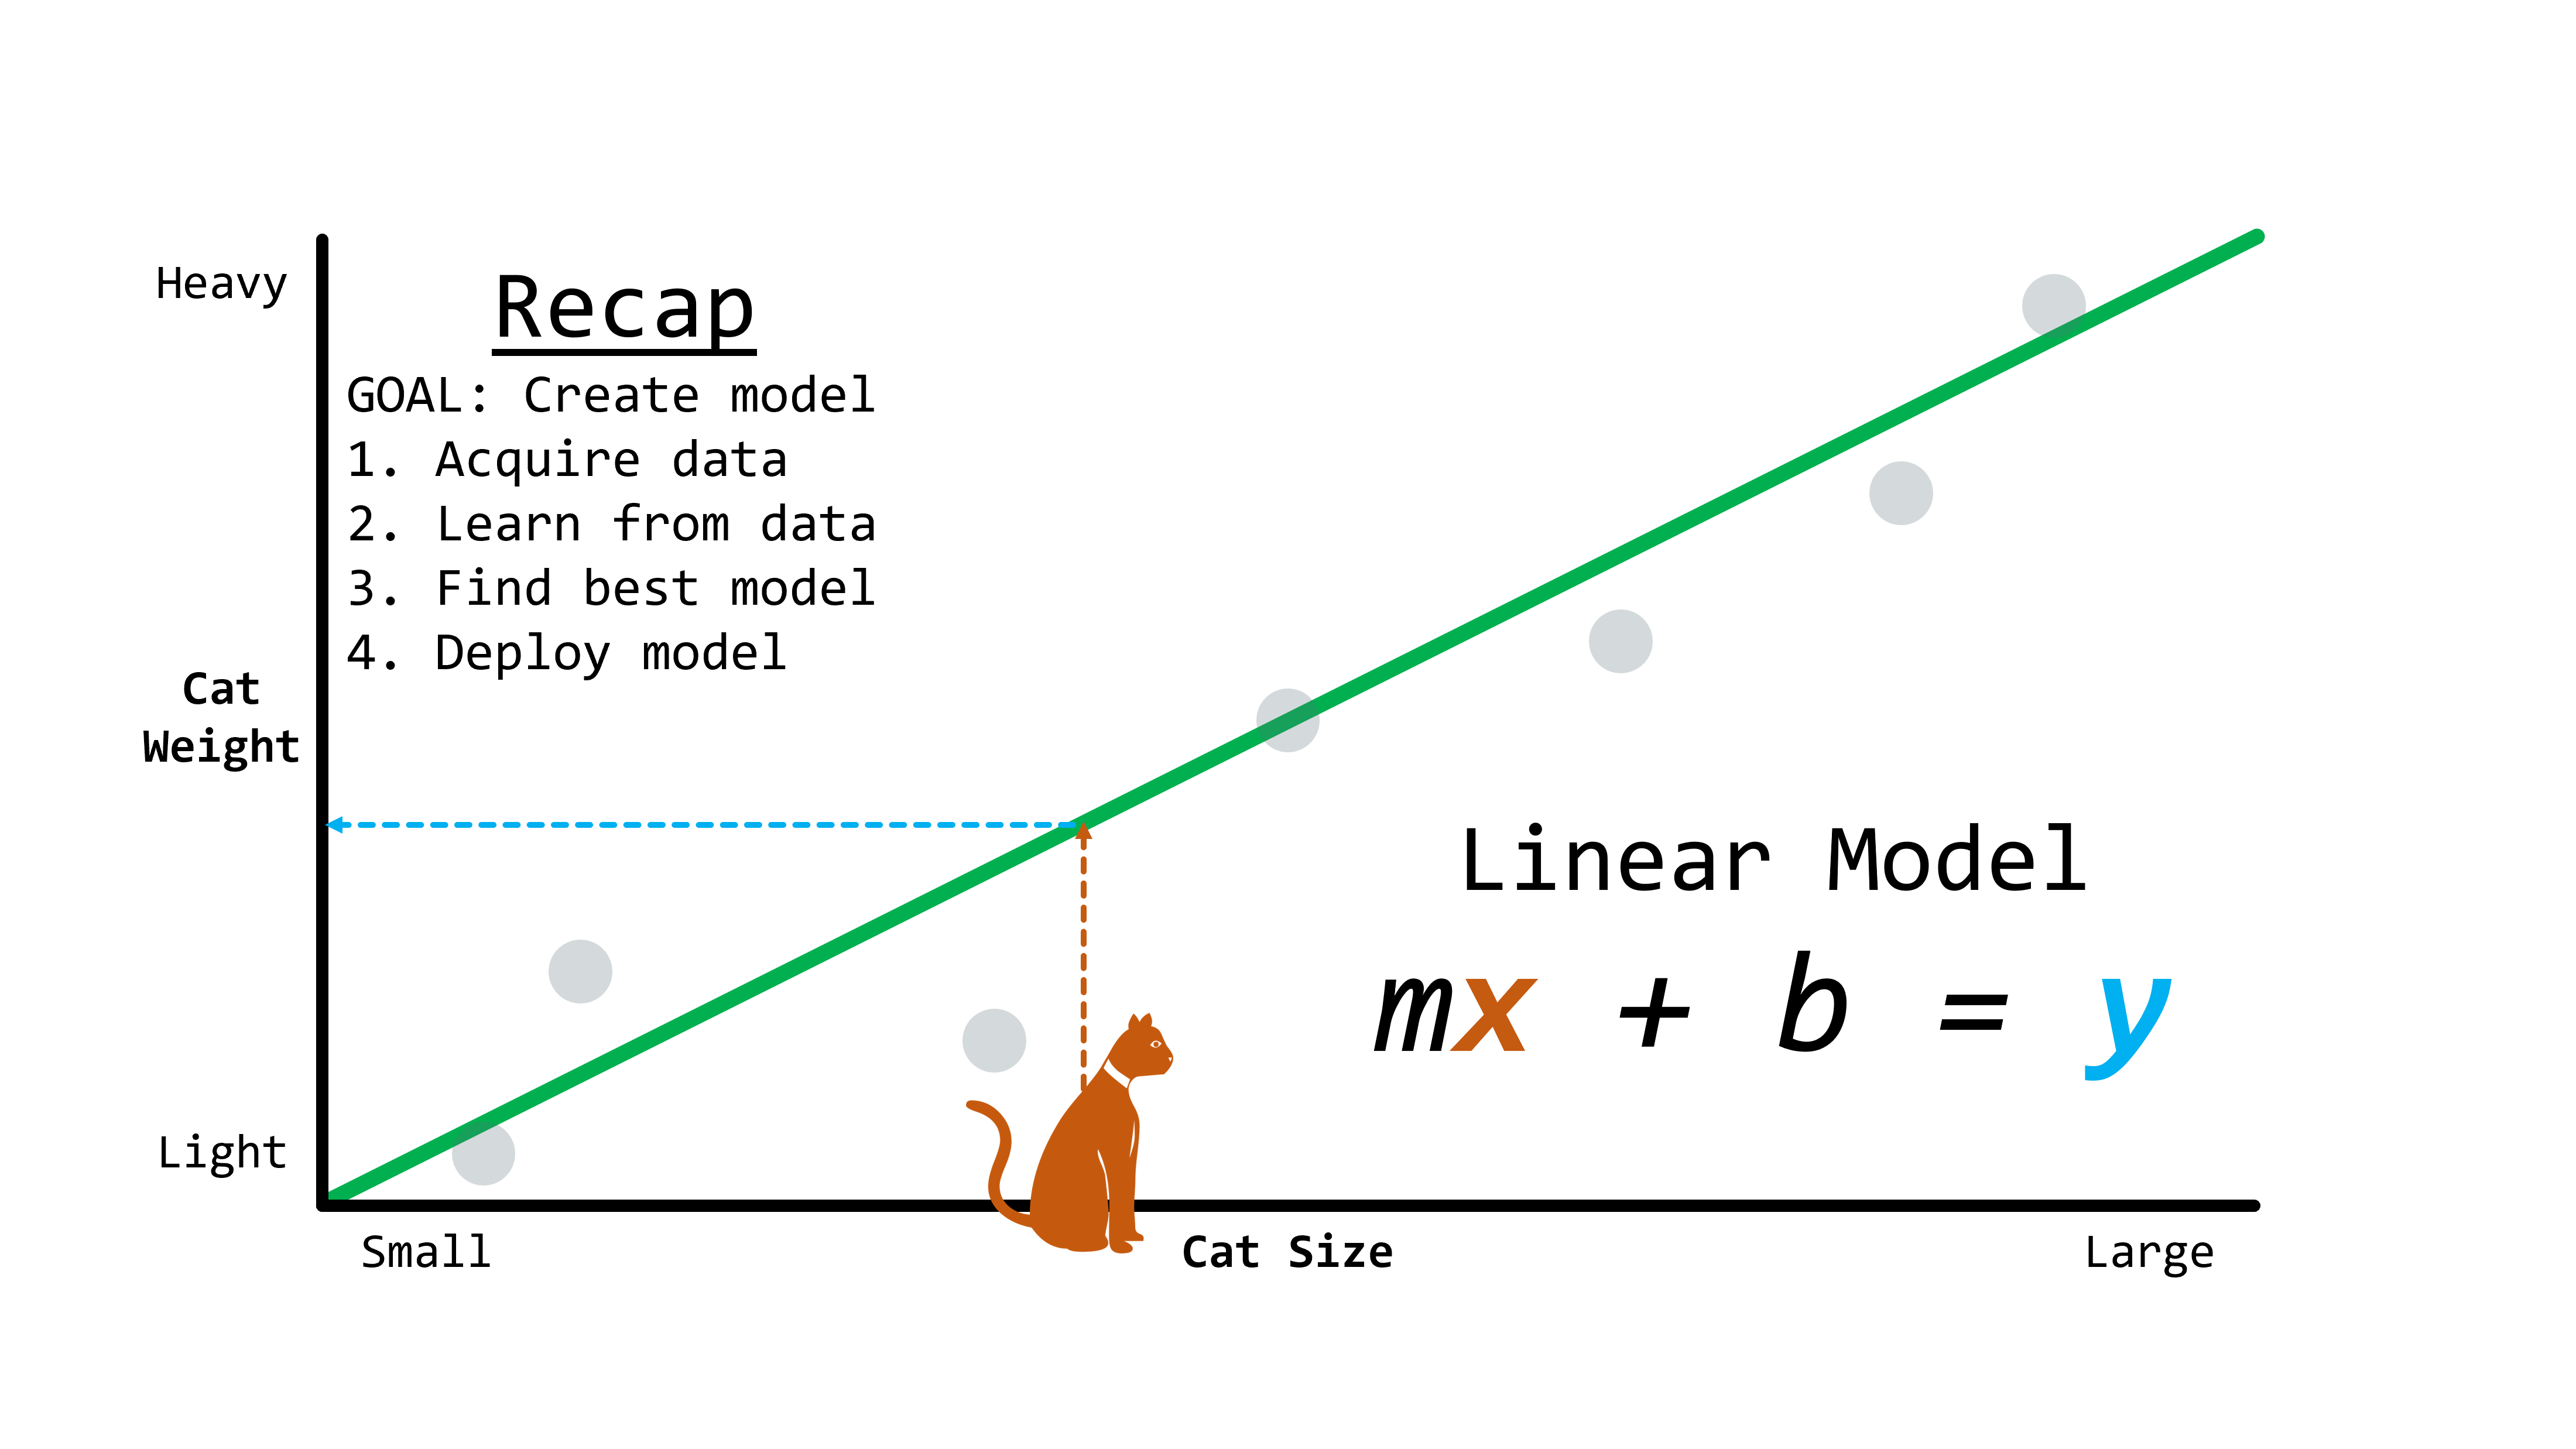 Heavy
Recap
GOAL: Create model
1. Acquire data
2. Learn from data
3. Find best model
4. Deploy model
Cat
Weight
Linear Model
mx + b = y
Light
Small
Cat Size
Large